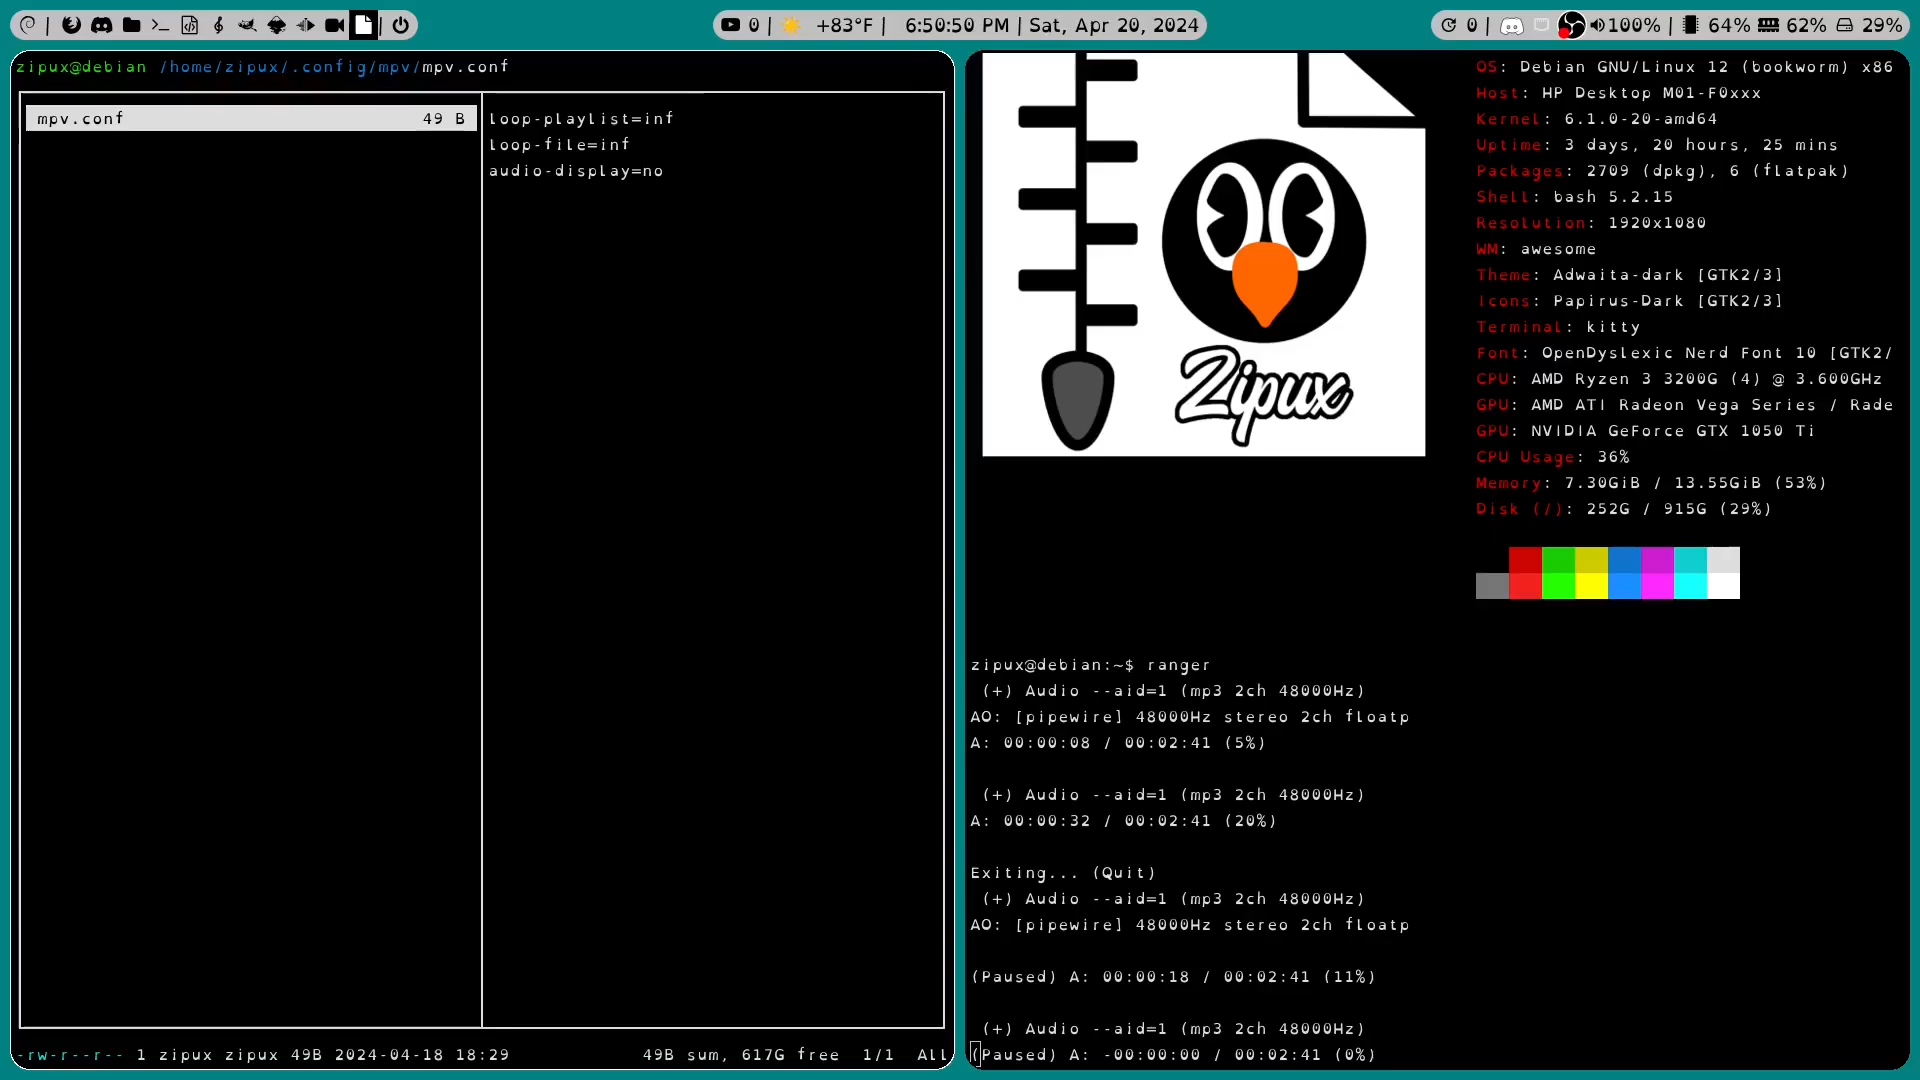 0 | +83°F | 6:50:50 PM | Sat, Apr 20, 2024
0 | 100% | 64% 62% 29%
zipux@debian /home/zipux/.config/mpv/mpv.conf
mpv.conf 49 B
loop-playlist=inf
loop-file=inf
audio-display=no
-rw-r--r-- 1 zipux zipux 49B 2024-04-18 18:29 49B sum, 617G free 1/1 All
Zipux
OS: Debian GNU/Linux 12 (bookworm) x86
Host: HP Desktop M01-F0xxx
Kernel: 6.1.0-20-amd64
Uptime: 3 days, 20 hours, 25 mins
Packages: 2709 (dpkg), 6 (flatpak)
Shell: bash 5.2.15
Resolution: 1920x1080
WM: awesome
Theme: Adwaita-dark [GTK2/3]
Icons: Papirus-Dark [GTK2/3]
Terminal: kitty
Font: OpenDyslexic Nerd Font 10 [GTK2/
CPU: AMD Ryzen 3 3200G (4) @ 3.600GHz
GPU: AMD ATI Radeon Vega Series / Rade
GPU: NVIDIA GeForce GTX 1050 Ti
CPU Usage: 36%
Memory: 7.30GiB / 13.55GiB (53%)
Disk (/): 252G / 915G (29%)
zipux@debian:~$ ranger
(+) Audio --aid=1 (mp3 2ch 48000Hz)
AO: [pipewire] 48000Hz stereo 2ch floatp
A: 00:00:08 / 00:02:41 (5%)
(+) Audio --aid=1 (mp3 2ch 48000Hz)
A: 00:00:32 / 00:02:41 (20%)
Exiting... (Quit)
(+) Audio --aid=1 (mp3 2ch 48000Hz)
AO: [pipewire] 48000Hz stereo 2ch floatp
(Paused) A: 00:00:18 / 00:02:41 (11%)
(+) Audio --aid=1 (mp3 2ch 48000Hz)
(Paused) A: -00:00:00 / 00:02:41 (0%)